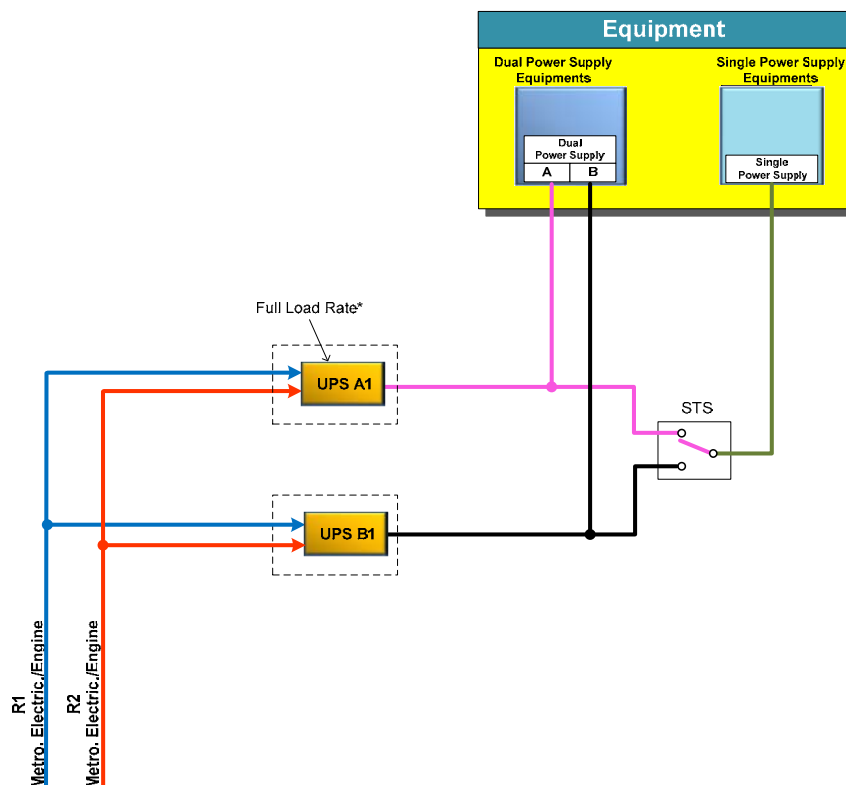 Equipment
Dual Power Supply
Equipments
Single Power Supply
Equipments
Dual
Power Supply
A
B
Single
Power Supply
Full Load Rate*
UPS A1
STS
UPS B1
R1
Metro. Electric./Engine
R2
Metro. Electric./Engine